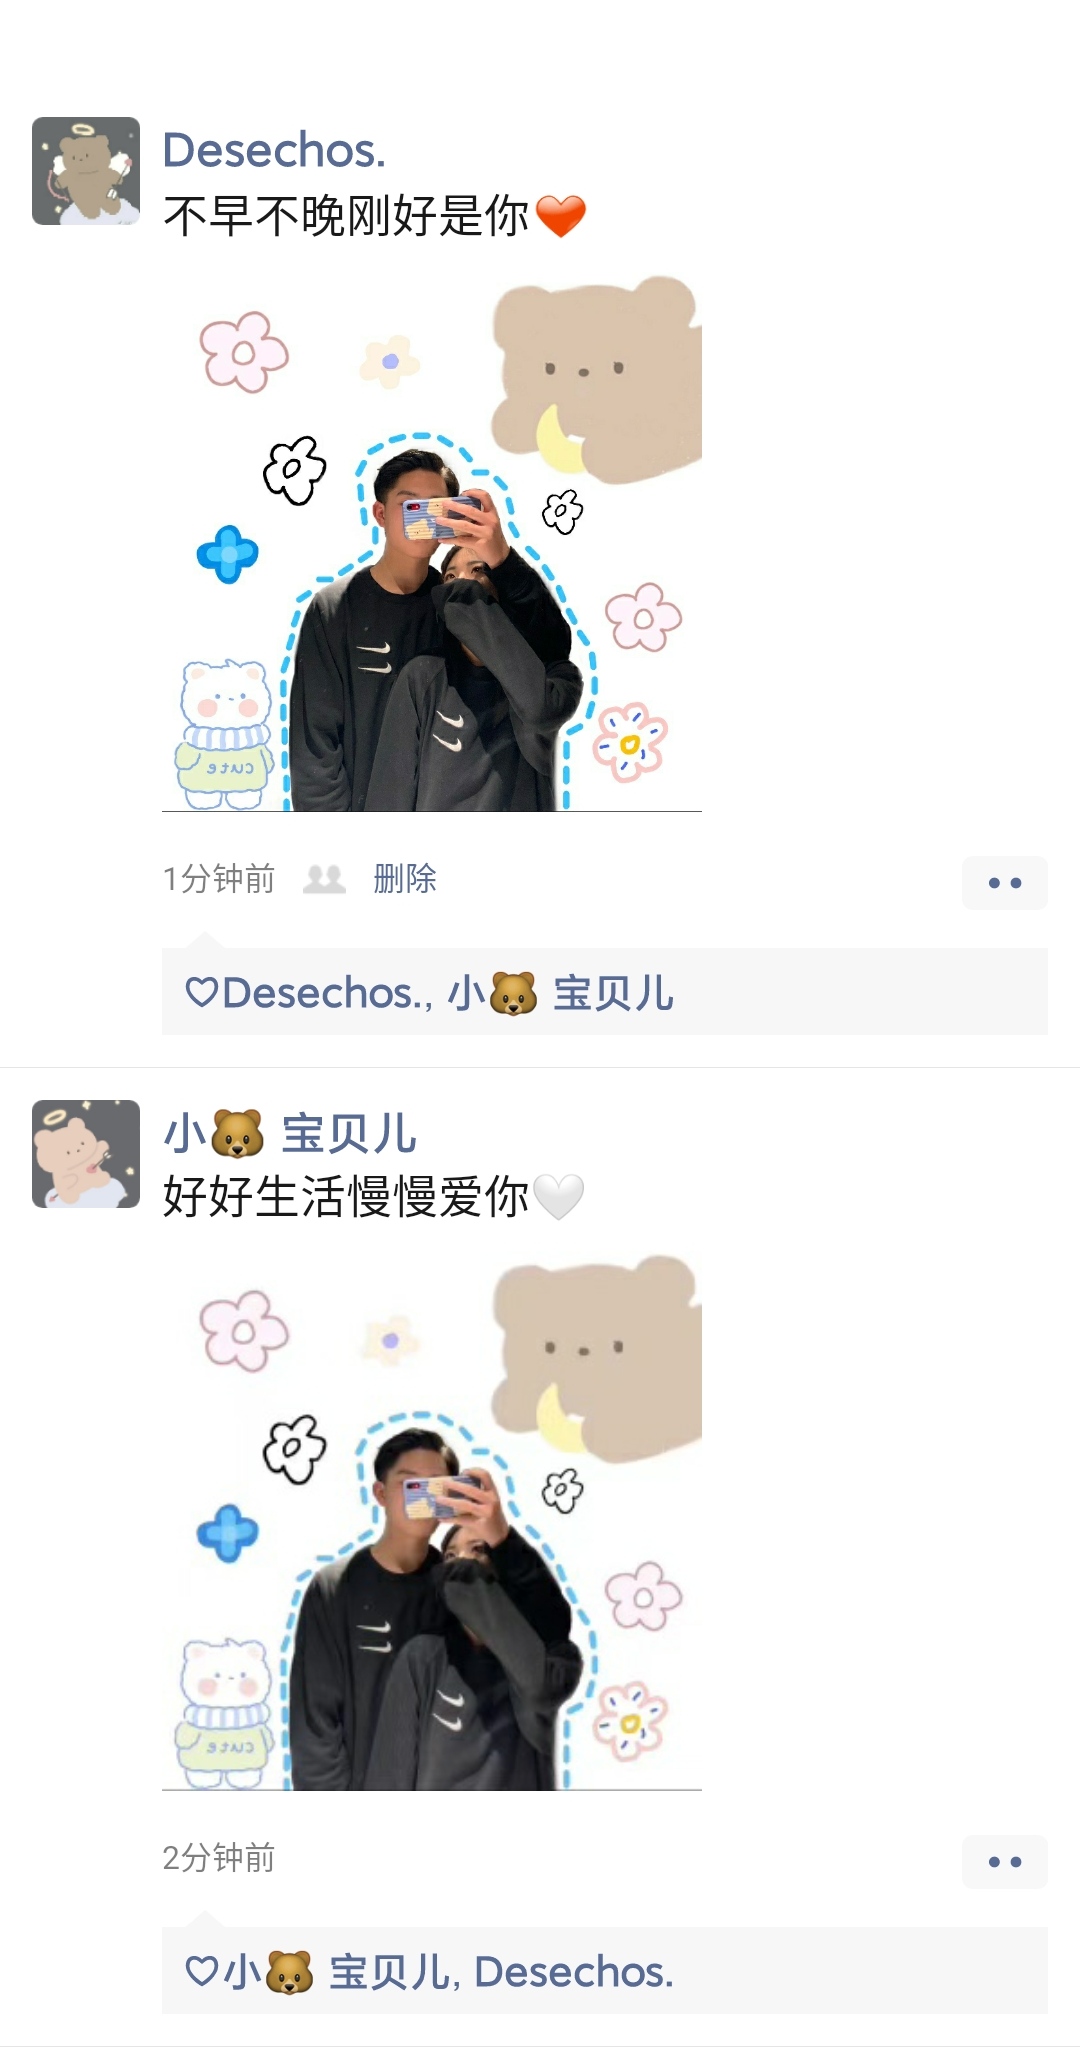 Desechos.
不早不晚刚好是你❤️
cute
1分钟前 删除
♡Desechos., 小🐻 宝贝儿
小🐻 宝贝儿
好好生活慢慢爱你🤍
cute
2分钟前
♡小🐻 宝贝儿, Desechos.